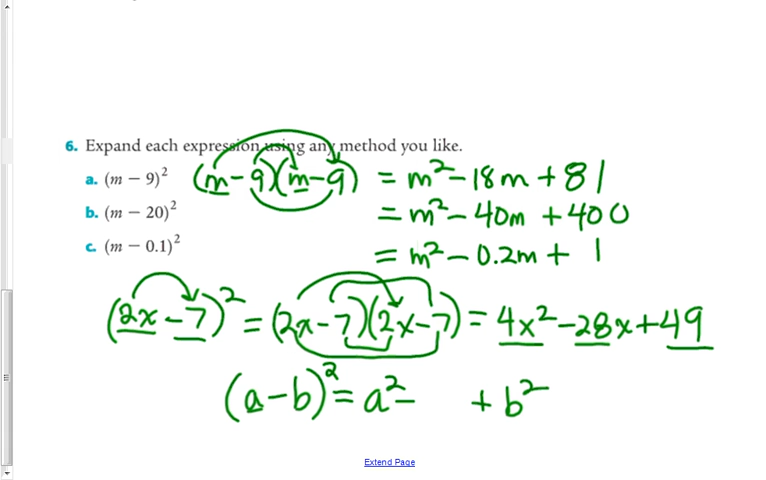 6. Expand each expression using any method you like.
a. (m − 9)² (m-9)(m-9) = m²-18m+81
b. (m − 20)² = m²-40m+400
c. (m − 0.1)² = m²-0.2m+ 1
(2x-7)² = (2x-7)(2x-7) = 4x²-28x+49
(a-b)² = a²- +b²
Extend Page